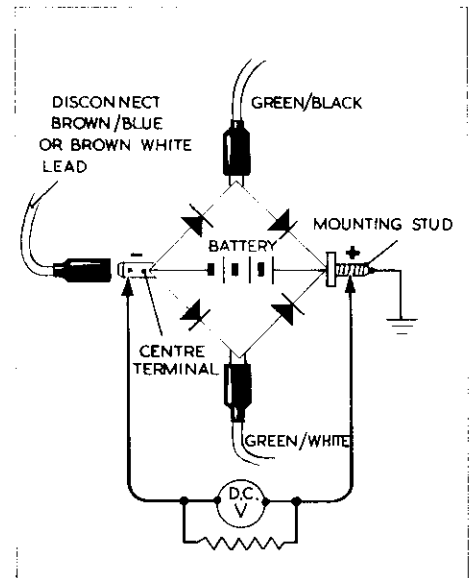 DISCONNECT
BROWN/BLUE
OR BROWN WHITE
LEAD
GREEN/BLACK
MOUNTING STUD
BATTERY
-
+
CENTRE
TERMINAL
GREEN/WHITE
D.C.
V